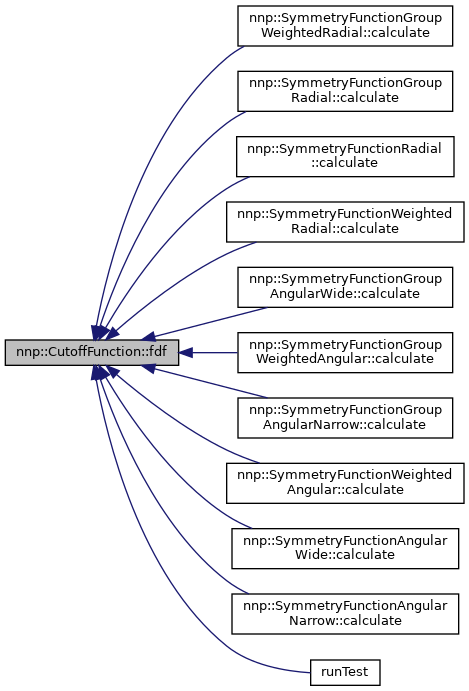 nnp::SymmetryFunctionGroup
WeightedRadial::calculate
nnp::SymmetryFunctionGroup
Radial::calculate
nnp::SymmetryFunctionRadial
::calculate
nnp::SymmetryFunctionWeighted
Radial::calculate
nnp::SymmetryFunctionGroup
AngularWide::calculate
nnp::CutoffFunction::fdf
nnp::SymmetryFunctionGroup
WeightedAngular::calculate
nnp::SymmetryFunctionGroup
AngularNarrow::calculate
nnp::SymmetryFunctionWeighted
Angular::calculate
nnp::SymmetryFunctionAngular
Wide::calculate
nnp::SymmetryFunctionAngular
Narrow::calculate
runTest